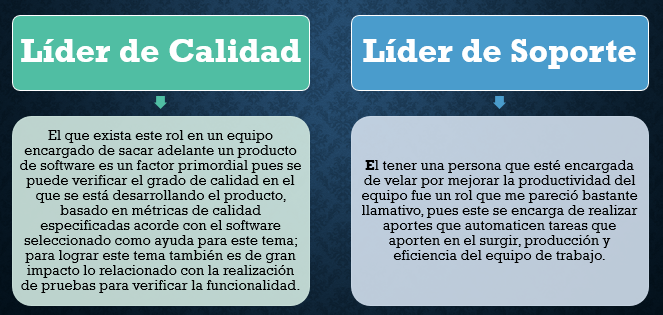 Líder de Calidad
El que exista este rol en un equipo
encargado de sacar adelante un producto
de software es un factor primordial pues se
puede verificar el grado de calidad en el
que se está desarrollando el producto,
basado en métricas de calidad
especificadas acorde con el software
seleccionado como ayuda para este tema;
para lograr este tema también es de gran
impacto lo relacionado con la realización
de pruebas para verificar la funcionalidad.
Líder de Soporte
El tener una persona que esté encargada
de velar por mejorar la productividad del
equipo fue un rol que me pareció bastante
llamativo, pues este se encarga de realizar
aportes que automaticen tareas que
aporten en el surgir, producción y
eficiencia del equipo de trabajo.